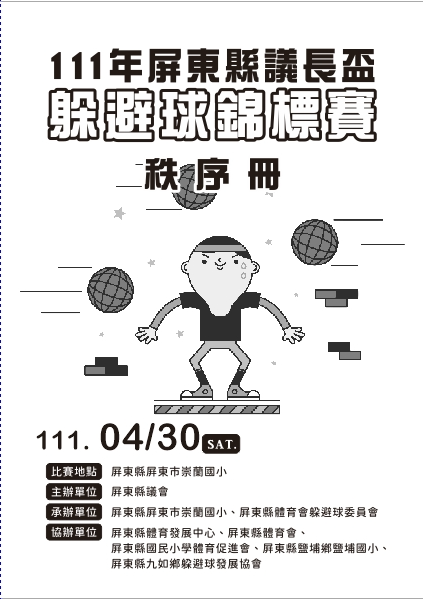 111年屏東縣議長盃
躲避球錦標賽
秩序冊
111. 04/30 SAT.
比賽地點 屏東縣屏東市崇蘭國小
主辦單位 屏東縣議會
承辦單位 屏東縣屏東市崇蘭國小、屏東縣體育會躲避球委員會
協辦單位 屏東縣體育發展中心、屏東縣體育會、
屏東縣國民小學體育促進會、屏東縣鹽埔鄉鹽埔國小、
屏東縣九如鄉躲避球發展協會